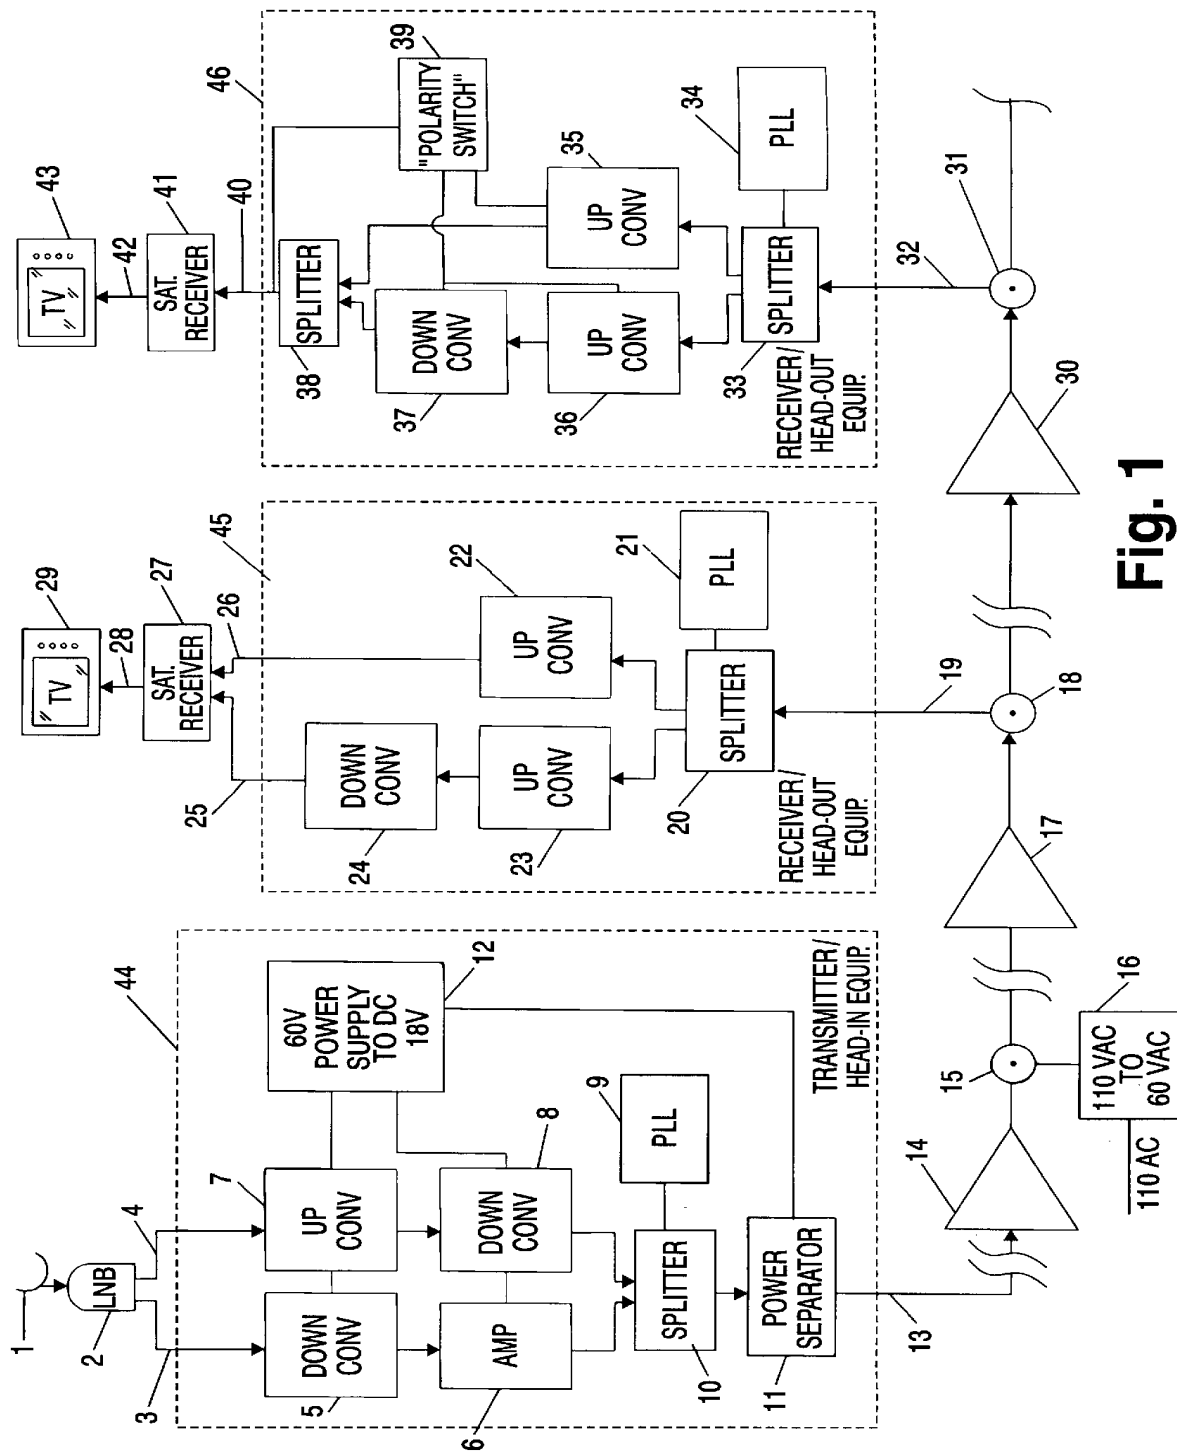 1
LNB
2
3
4
44
DOWN
CONV
5
UP
CONV
7
60V
POWER
SUPPLY
TO DC
18V
12
AMP
6
DOWN
CONV
8
SPLITTER
10
PLL
9
POWER
SEPARATOR
11
TRANSMITTER/
HEAD-IN EQUIP.
13
14
15
110 VAC
TO
60 VAC
16
110 AC
17
18
19
TV
29
28
SAT.
RECEIVER
27
25
26
45
DOWN
CONV
24
UP
CONV
23
UP
CONV
22
SPLITTER
20
PLL
21
RECEIVER/
HEAD-OUT
EQUIP.
TV
43
42
SAT.
RECEIVER
41
40
46
SPLITTER
38
"POLARITY
SWITCH"
39
DOWN
CONV
37
UP
CONV
36
UP
CONV
35
SPLITTER
33
PLL
34
RECEIVER/
HEAD-OUT
EQUIP.
32
31
30
Fig. 1